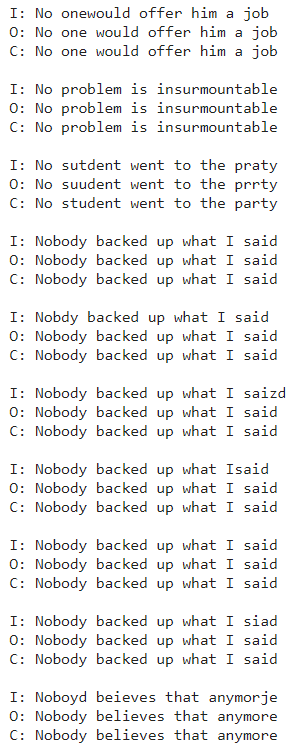 I: No onewould offer him a job
O: No one would offer him a job
C: No one would offer him a job
I: No problem is insurmountable
O: No problem is insurmountable
C: No problem is insurmountable
I: No sutdent went to the praty
O: No suudent went to the prrty
C: No student went to the party
I: Nobody backed up what I said
O: Nobody backed up what I said
C: Nobody backed up what I said
I: Nobdy backed up what I said
O: Nobody backed up what I said
C: Nobody backed up what I said
I: Nobody backed up what I saizd
O: Nobody backed up what I said
C: Nobody backed up what I said
I: Nobody backed up what Isaid
O: Nobody backed up what I said
C: Nobody backed up what I said
I: Nobody backed up what I said
O: Nobody backed up what I said
C: Nobody backed up what I said
I: Nobody backed up what I siad
O: Nobody backed up what I said
C: Nobody backed up what I said
I: Noboyd beieves that anymorje
O: Nobody believes that anymore
C: Nobody believes that anymore